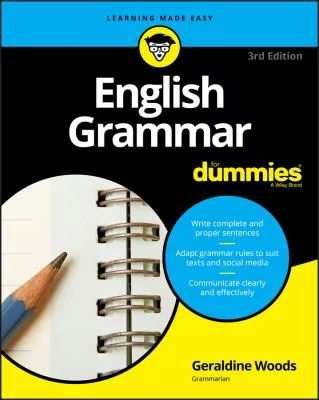 LEARNING MADE EASY
3rd Edition
English
Grammar
for
dummies®
A Wiley Brand
Write complete and
proper sentences
Adapt grammar rules to suit
texts and social media
Communicate clearly
and effectively
Geraldine Woods
Grammarian